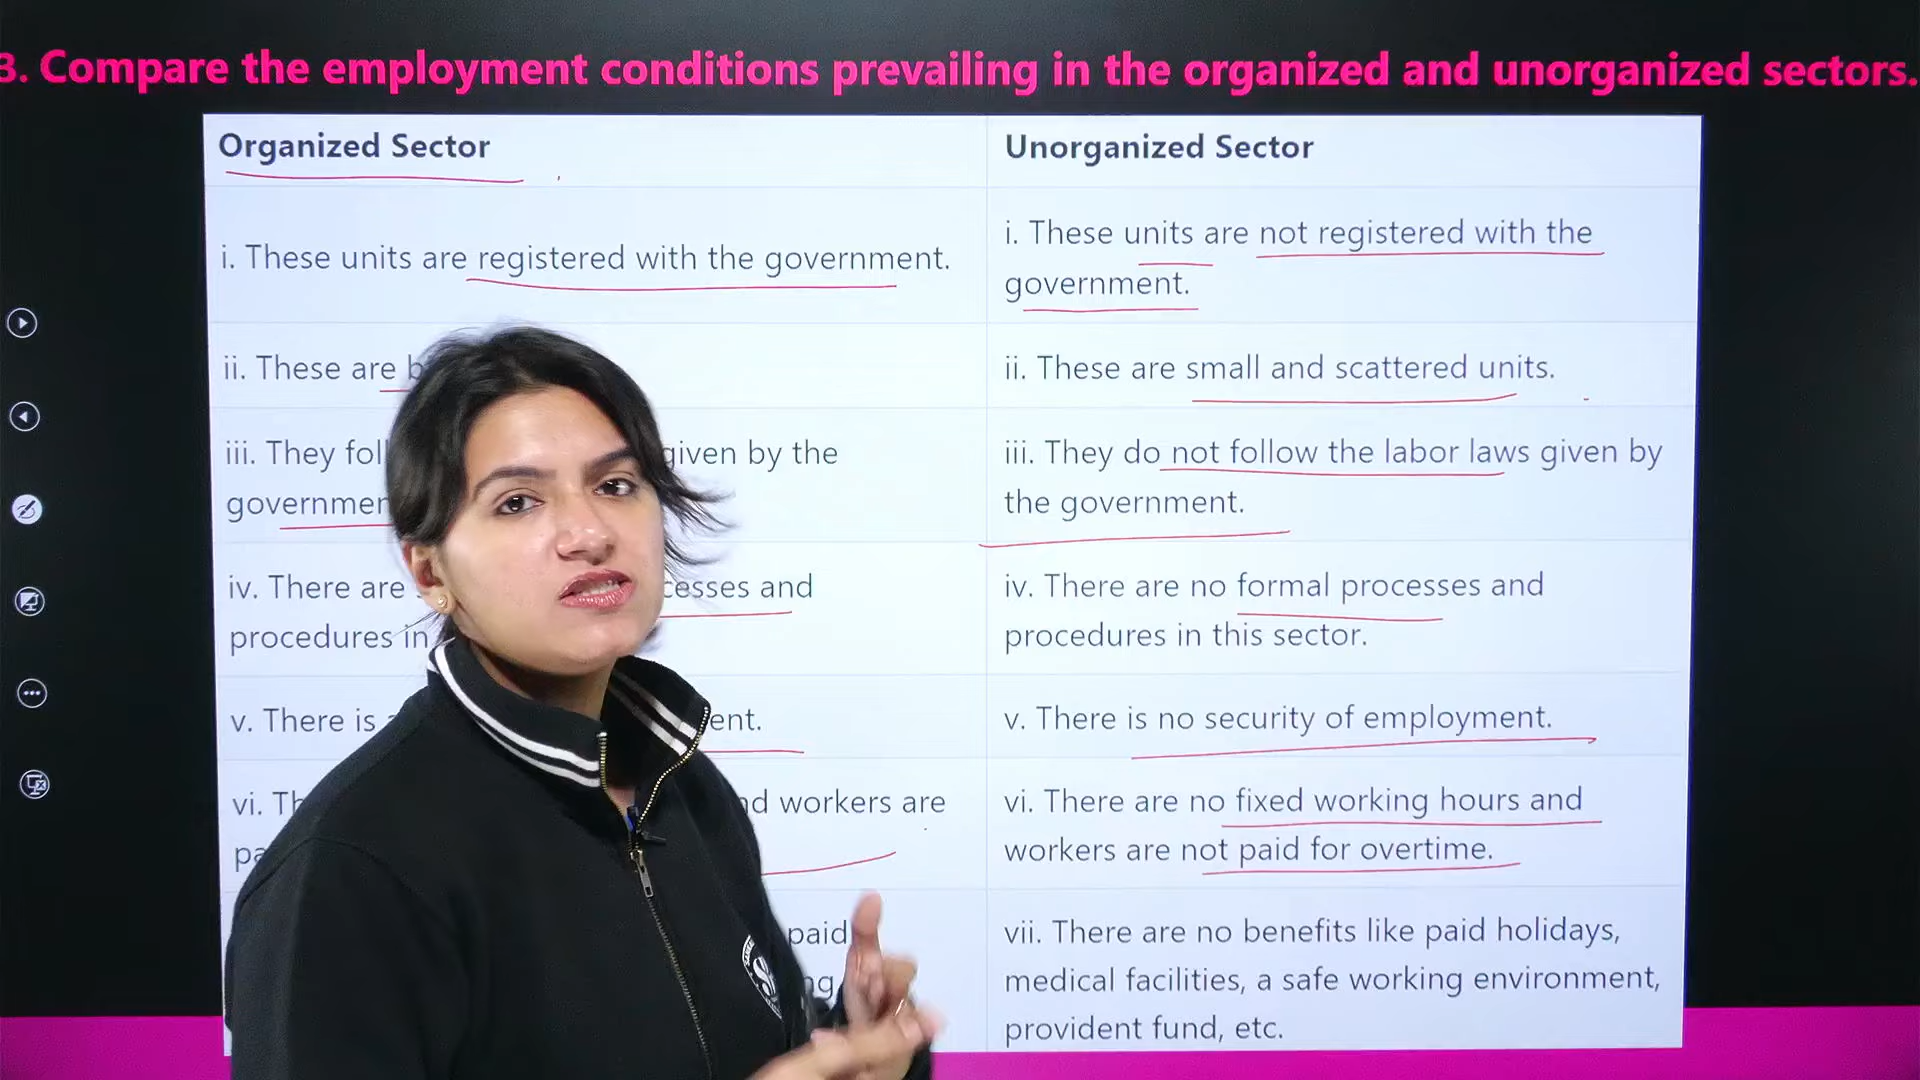 3. Compare the employment conditions prevailing in the organized and unorganized sectors.
Organized Sector
Unorganized Sector
i. These units are registered with the government.
i. These units are not registered with the
government.
ii. These are
ii. These are small and scattered units.
iii. They
given by the
iii. They do not follow the labor laws given by
the government.
iv. There are
and
procedures in
iv. There are no formal processes and
procedures in this sector.
v. There is
v. There is no security of employment.
vi.
workers are
vi. There are no fixed working hours and
workers are not paid for overtime.
paid
vii. There are no benefits like paid holidays,
medical facilities, a safe working environment,
provident fund, etc.